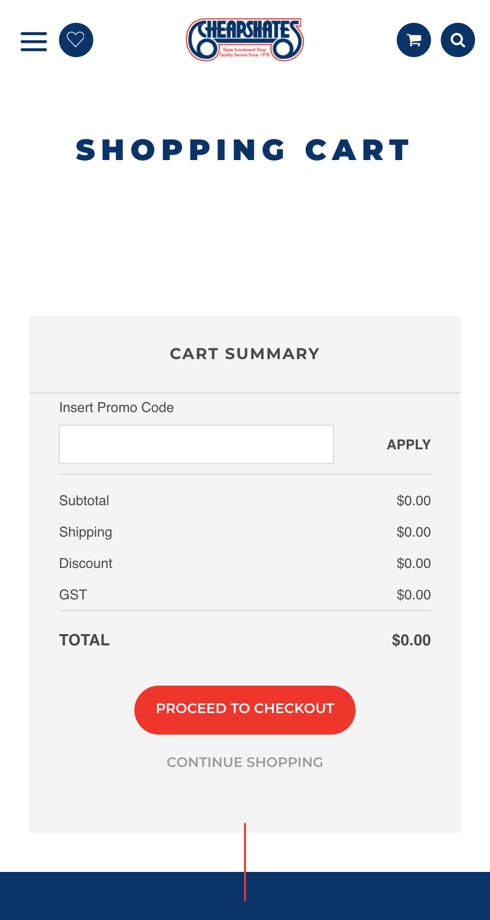 CHEAPSKATES
Skate Snowboard Shop
Quality Service Since 1978
SHOPPING CART
CART SUMMARY
Insert Promo Code
APPLY
Subtotal $0.00
Shipping $0.00
Discount $0.00
GST $0.00
TOTAL $0.00
PROCEED TO CHECKOUT
CONTINUE SHOPPING